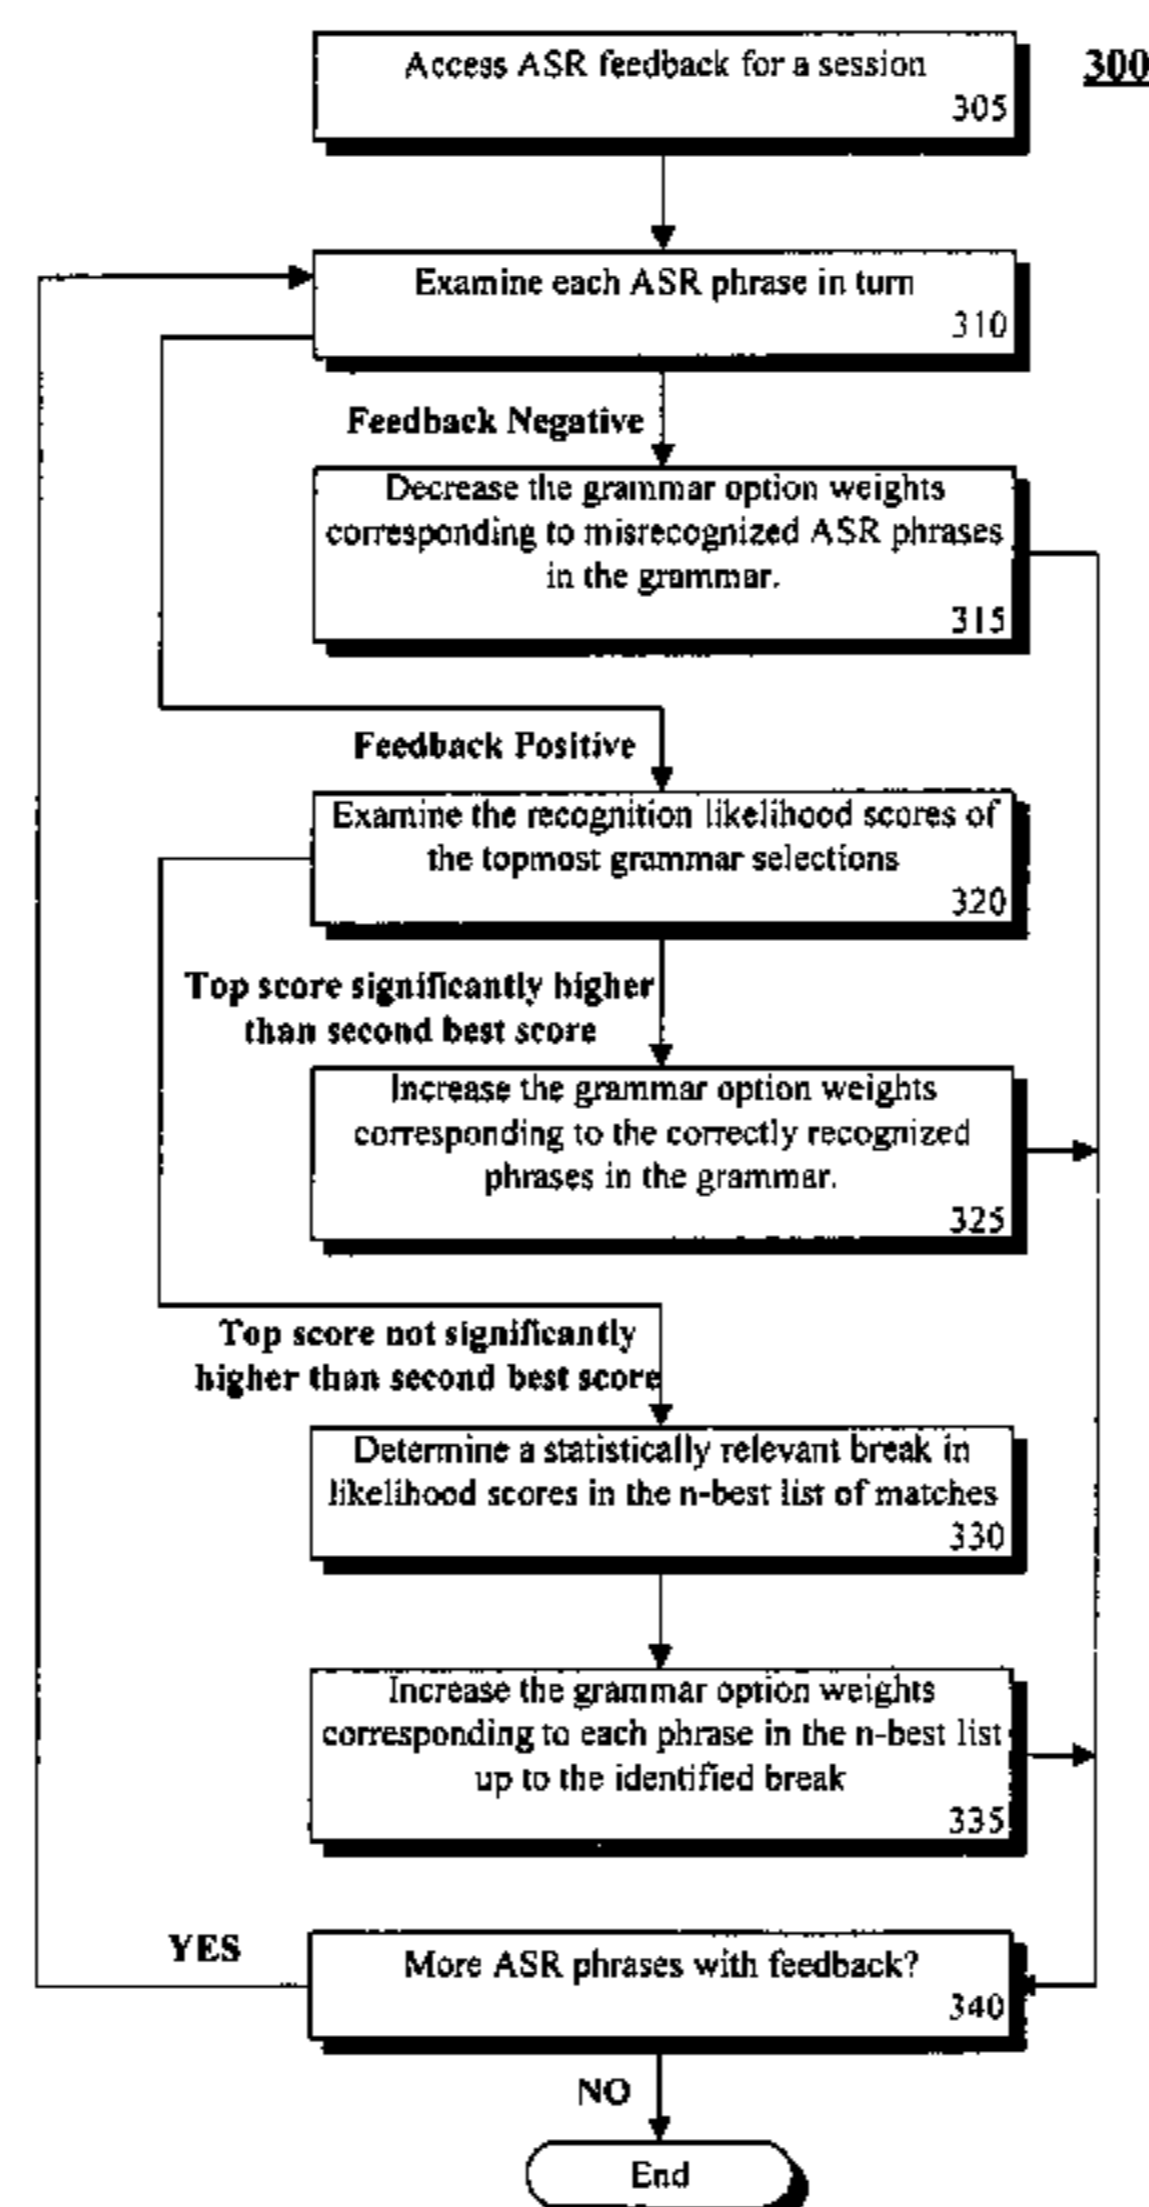 300
Access ASR feedback for a session
305
Examine each ASR phrase in turn
310
Feedback Negative
Decrease the grammar option weights
corresponding to misrecognized ASR phrases
in the grammar.
315
Feedback Positive
Examine the recognition likelihood scores of
the topmost grammar selections
320
Top score significantly higher
than second best score
Increase the grammar option weights
corresponding to the correctly recognized
phrases in the grammar.
325
Top score not significantly
higher than second best score
Determine a statistically relevant break in
likelihood scores in the n-best list of matches
330
Increase the grammar option weights
corresponding to each phrase in the n-best list
up to the identified break
335
YES
More ASR phrases with feedback?
340
NO
End